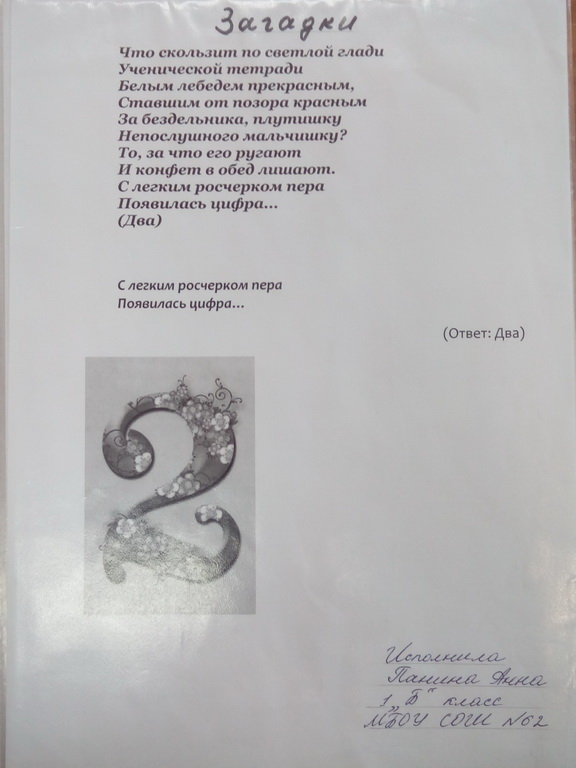 Загадки
Что скользит по светлой глади
Ученической тетради
Белым лебедем прекрасным,
Ставшим от позора красным
За бездельника, плутишку
Непослушного мальчишку?
То, за что его ругают
И конфет в обед лишают.
С легким росчерком пера
Появилась цифра...
(Два)
С легким росчерком пера
Появилась цифра...
(Ответ: Два)
2
Исполнила
Панина Анна
1 „Б" класс
МБОУ СОШ №62